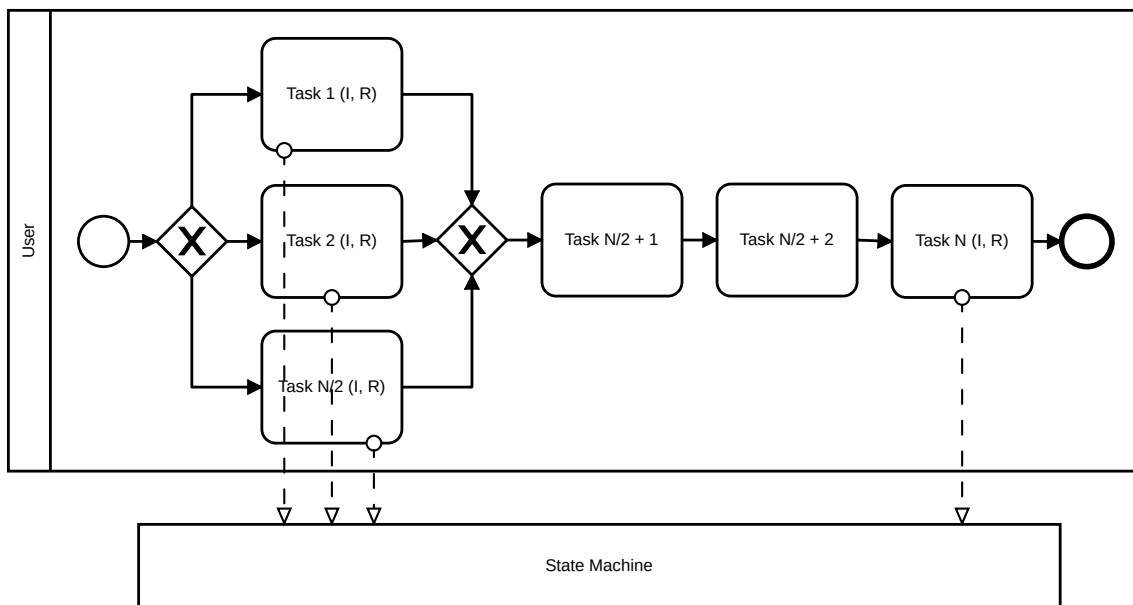 User
Task 1 (I, R)
Task 2 (I, R)
Task N/2 (I, R)
Task N/2 + 1
Task N/2 + 2
Task N (I, R)
State Machine